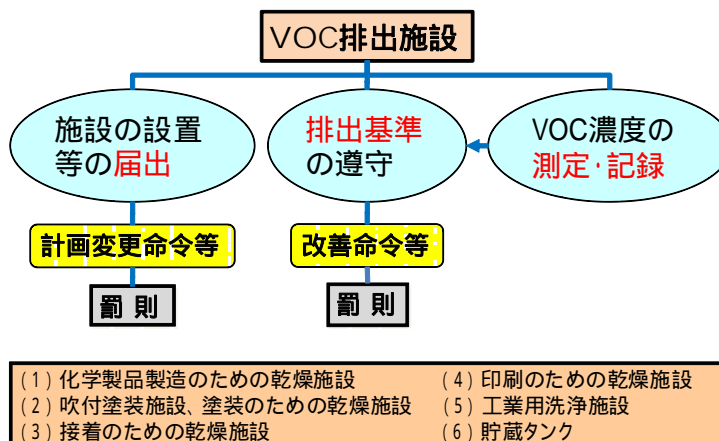 VOC排出施設
施設の設置
等の届出
排出基準
の遵守
VOC濃度の
測定・記録
計画変更命令等
改善命令等
罰 則
罰 則
(1) 化学製品製造のための乾燥施設
(2) 吹付塗装施設、塗装のための乾燥施設
(3) 接着のための乾燥施設
(4) 印刷のための乾燥施設
(5) 工業用洗浄施設
(6) 貯蔵タンク